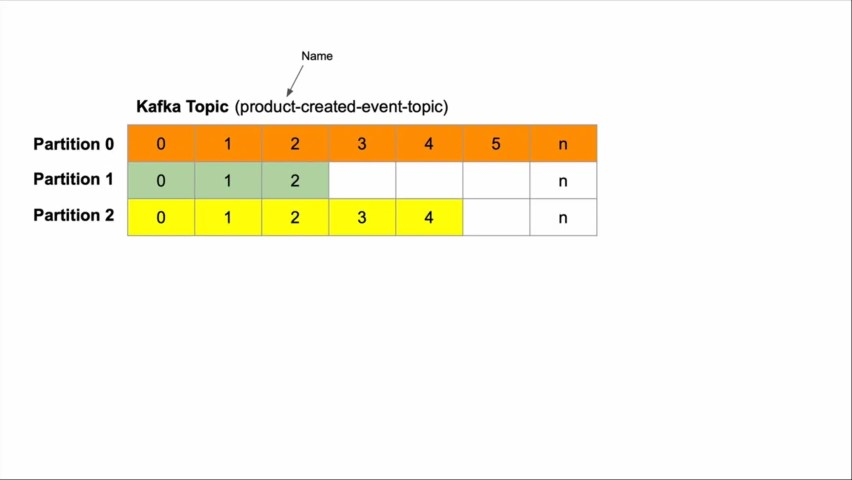 Name
Kafka Topic (product-created-event-topic)
Partition 0 0 1 2 3 4 5 n
Partition 1 0 1 2 n
Partition 2 0 1 2 3 4 n